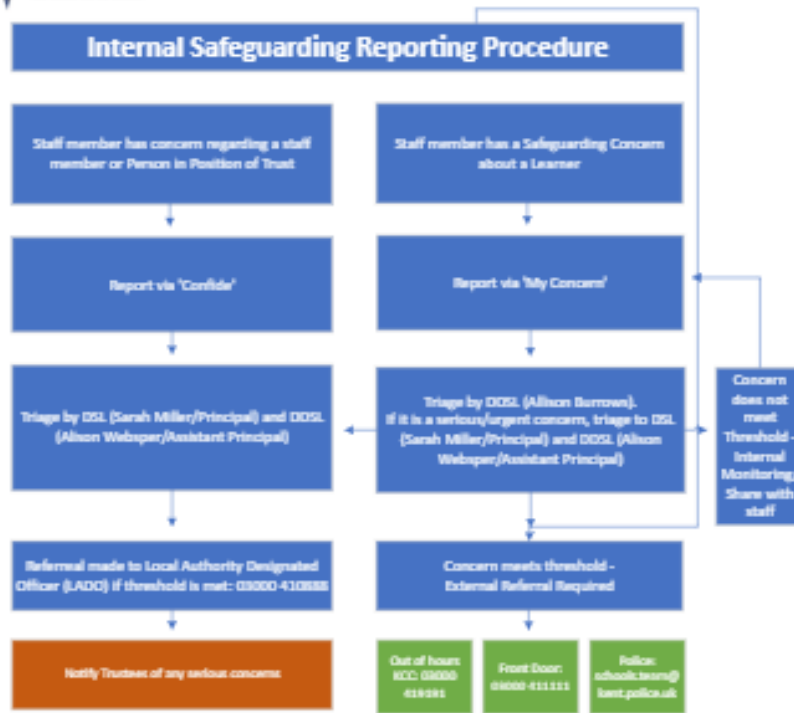 Internal Safeguarding Reporting Procedure
Staff member has concern regarding a staff
member or Person in Position of Trust
Report via 'Confide'
Triage by DSL (Sarah Miller/Principal) and DDSL
(Alison Websper/Assistant Principal)
Referreal made to Local Authority Designated
Officer (LADO) if threshold is met: 03000 410888
Notify Trustees of any serious concerns
Staff member has a Safeguarding Concern
about a Learner
Report via 'My Concern'
Triage by DDSL (Allison Burrows).
If it is a serious/urgent concern, triage to DSL
(Sarah Miller/Principal) and DDSL (Alison
Websper/Assistant Principal)
Concern meets threshold -
External Referral Required
Out of hours
KCC: 03000
419191
Front Door:
03000 411111
Police:
schools.team@
kent.police.uk
Concern
does not
meet
Threshold -
Internal
Monitoring;
Share with
staff